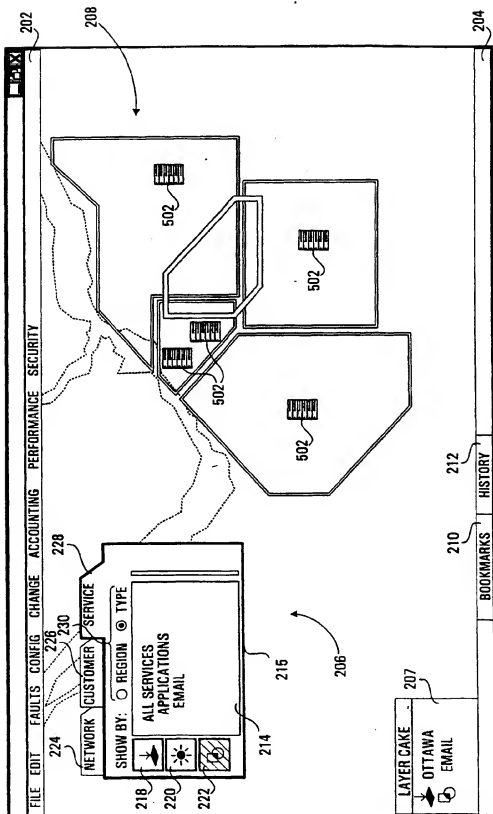 202
208
FILE EDIT FAULTS CONFIG CHANGE ACCOUNTING PERFORMANCE SECURITY
224
226
230
228
NETWORK CUSTOMER SERVICE
SHOW BY: REGION TYPE
ALL SERVICES
APPLICATIONS
EMAIL
218
220
222
214
215
206
502
502
502
502
502
207
LAYER CAKE
OTTAWA
EMAIL
210
212
BOOKMARKS
HISTORY
204